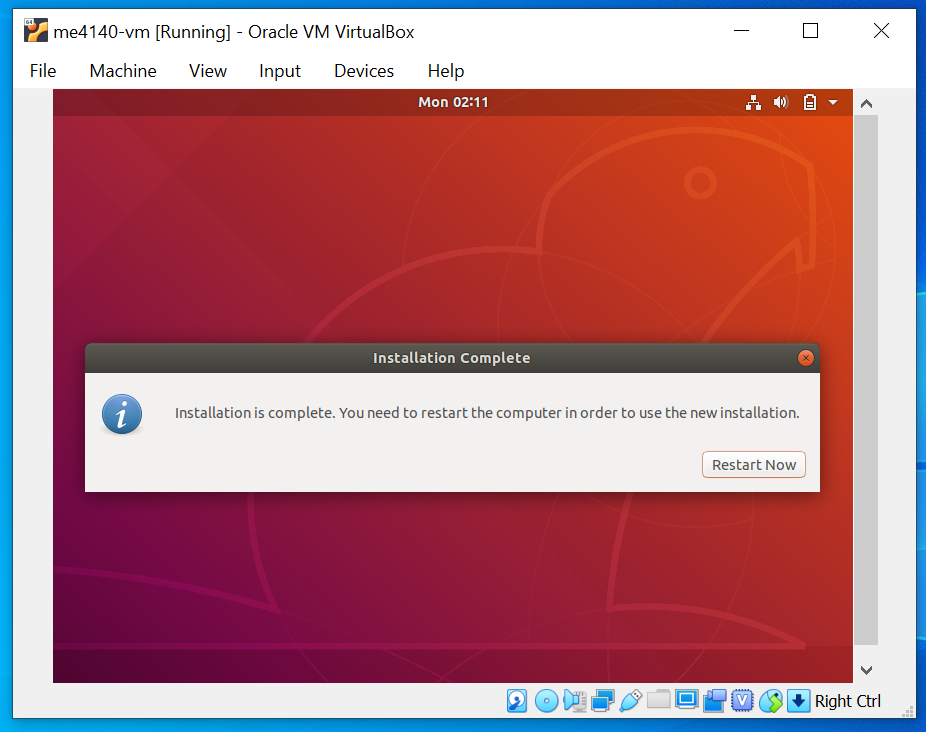 me4140-vm [Running] - Oracle VM VirtualBox
File Machine View Input Devices Help
Mon 02:11
Installation Complete
Installation is complete. You need to restart the computer in order to use the new installation.
Restart Now
Right Ctrl